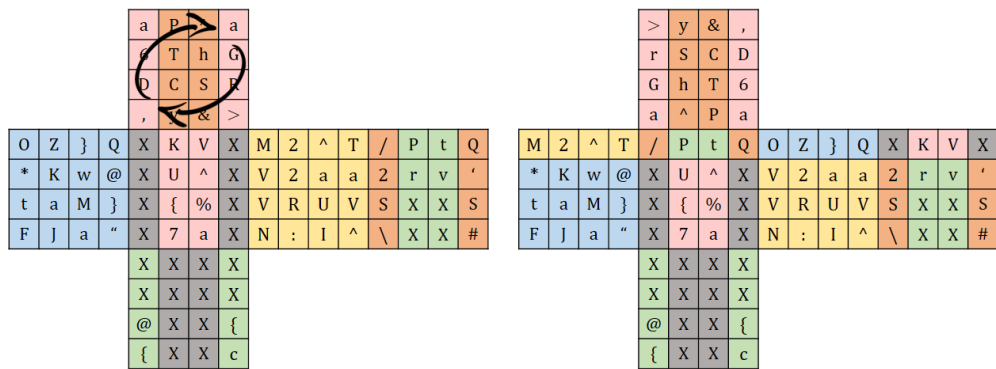 a P ^ a
6 T h G
D C S R
, y & >
O Z } Q X K V X M 2 ^ T / P t Q
* K w @ X U ^ X V 2 a a 2 r v ‘
t a M } X { % X V R U V S X X S
F J a “ X 7 a X N : I ^ \ X X #
X X X X
X X X X
@ X X {
{ X X c
> y & ,
r S C D
G h T 6
a ^ P a
M 2 ^ T / P t Q O Z } Q X K V X
* K w @ X U ^ X V 2 a a 2 r v ‘
t a M } X { % X V R U V S X X S
F J a “ X 7 a X N : I ^ \ X X #
X X X X
X X X X
@ X X {
{ X X c